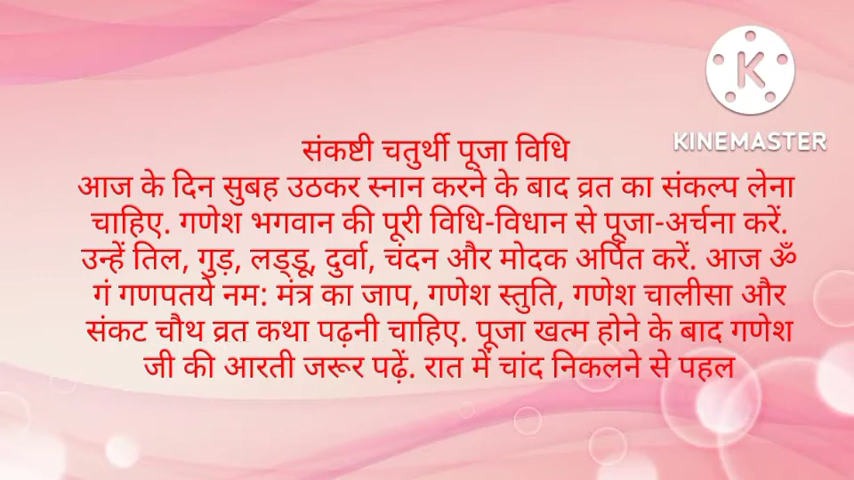 KINEMASTER
संकष्टी चतुर्थी पूजा विधि
आज के दिन सुबह उठकर स्नान करने के बाद व्रत का संकल्प लेना
चाहिए. गणेश भगवान की पूरी विधि-विधान से पूजा-अर्चना करें.
उन्हें तिल, गुड़, लड्डू, दुर्वा, चंदन और मोदक अर्पित करें. आज ॐ
गं गणपतये नम: मंत्र का जाप, गणेश स्तुति, गणेश चालीसा और
संकट चौथ व्रत कथा पढ़नी चाहिए. पूजा खत्म होने के बाद गणेश
जी की आरती जरूर पढ़ें. रात में चांद निकलने से पहल